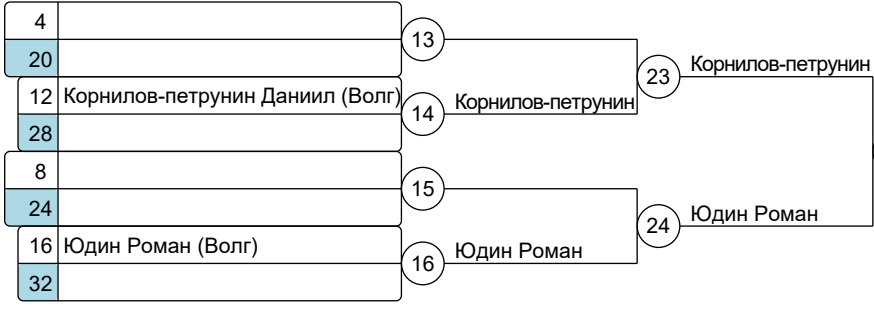 4
13
20
23
Корнилов-петрунин
12 Корнилов-петрунин Даниил (Волг)
14
Корнилов-петрунин
28
8
15
24
24
Юдин Роман
16 Юдин Роман (Волг)
16
Юдин Роман
32